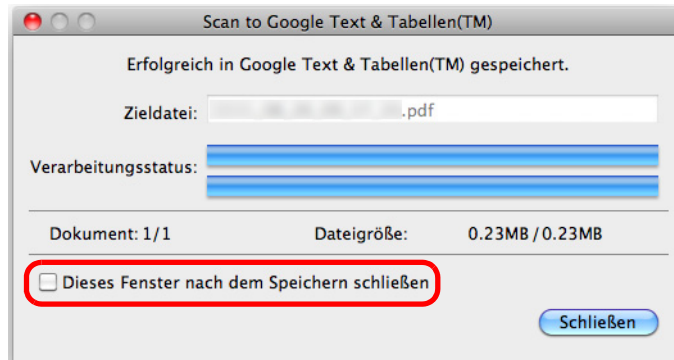 Scan to Google Text & Tabellen(TM)
Erfolgreich in Google Text & Tabellen(TM) gespeichert.
Zieldatei: .pdf
Verarbeitungsstatus:
Dokument: 1/1 Dateigröße: 0.23MB / 0.23MB
Dieses Fenster nach dem Speichern schließen
Schließen